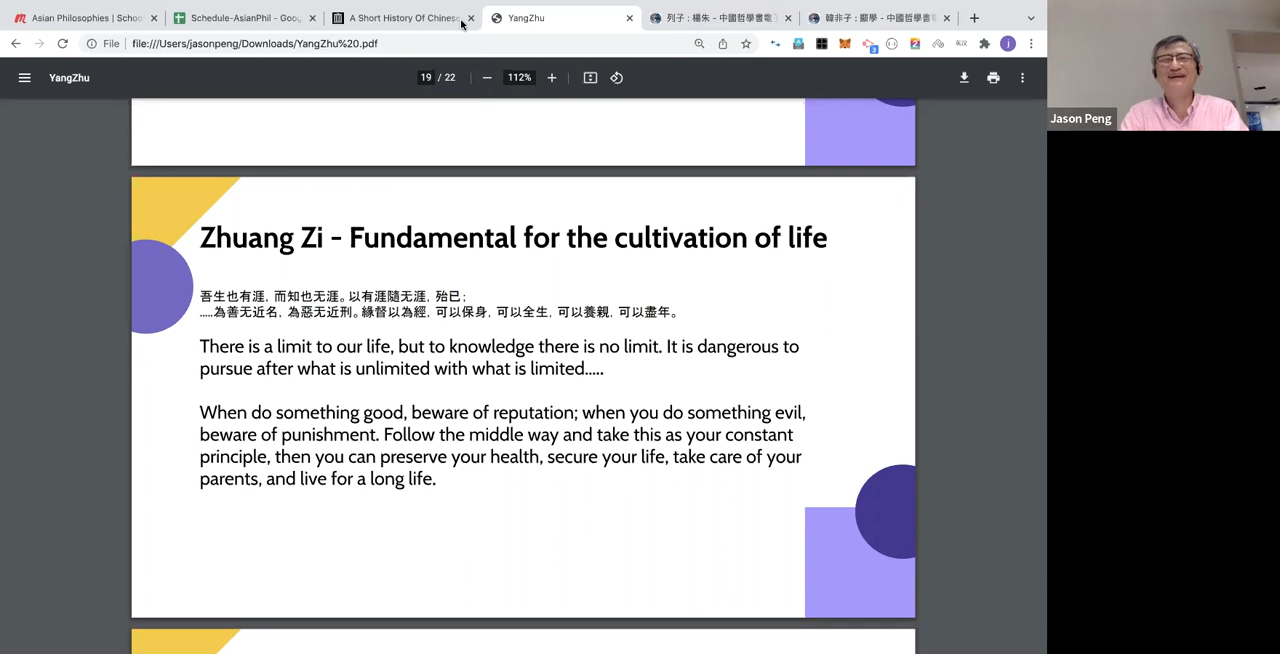 Asian Philosophies | Schoo
Schedule-AsianPhil - Goog
A Short History Of Chinese
YangZhu
列子 : 楊朱 - 中國哲學書電子
韓非子 : 顯學 - 中國哲學書電
File
file:///Users/jasonpeng/Downloads/YangZhu%20.pdf
YangZhu
19 / 22
112%
Jason Peng
Zhuang Zi - Fundamental for the cultivation of life
吾生也有涯, 而知也无涯。以有涯隨无涯, 殆已;
.....為善无近名, 為惡无近刑。緣督以為經, 可以保身, 可以全生, 可以養親, 可以盡年。
There is a limit to our life, but to knowledge there is no limit. It is dangerous to
pursue after what is unlimited with what is limited.....
When do something good, beware of reputation; when you do something evil,
beware of punishment. Follow the middle way and take this as your constant
principle, then you can preserve your health, secure your life, take care of your
parents, and live for a long life.